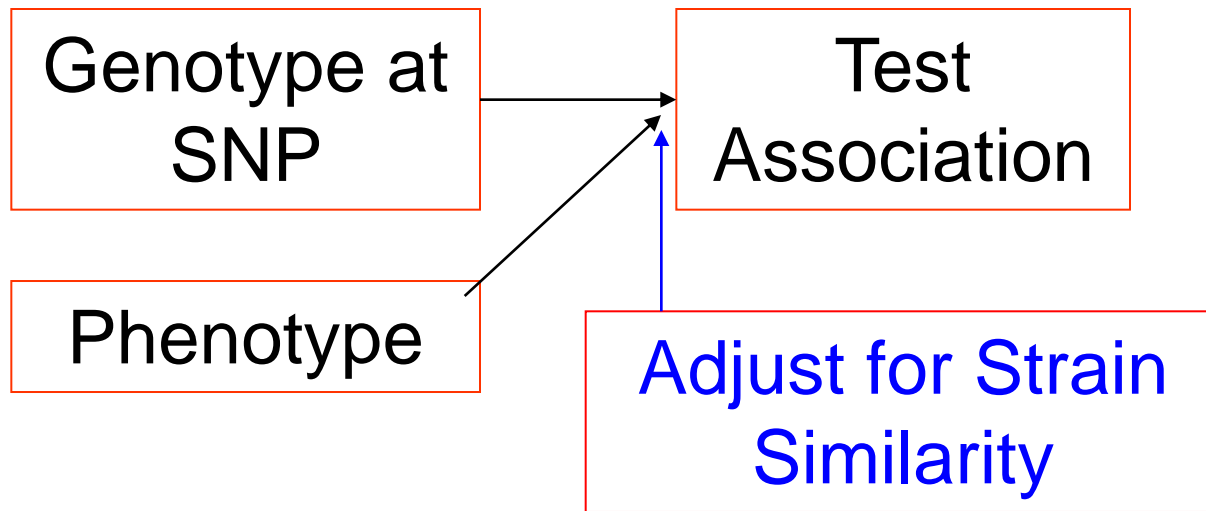 Genotype at
SNP
Test
Association
Phenotype
Adjust for Strain
Similarity